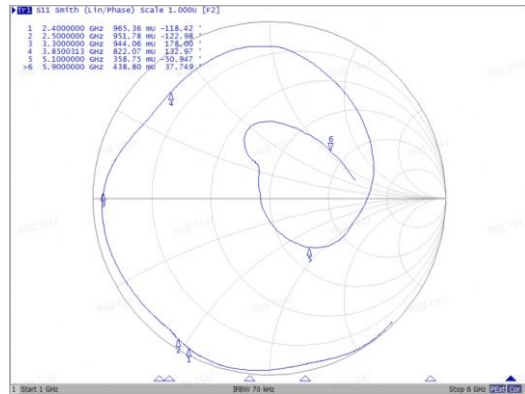 Tr1 S11 Smith (Lin/Phase) Scale 1.000U [F2]
1 2.4000000 GHz 965.36 mU -118.42 °
2 2.5000000 GHz 951.78 mU -122.98 °
3 3.3000000 GHz 944.06 mU 178.00 °
4 3.8500313 GHz 822.07 mU 132.97 °
5 5.1000000 GHz 358.75 mU -50.947 °
>6 5.9000000 GHz 438.80 mU 37.749 °
6
4
3
5
2
1
1 Start 1 GHz IFBW 70 kHz Stop 6 GHz PExt Cor